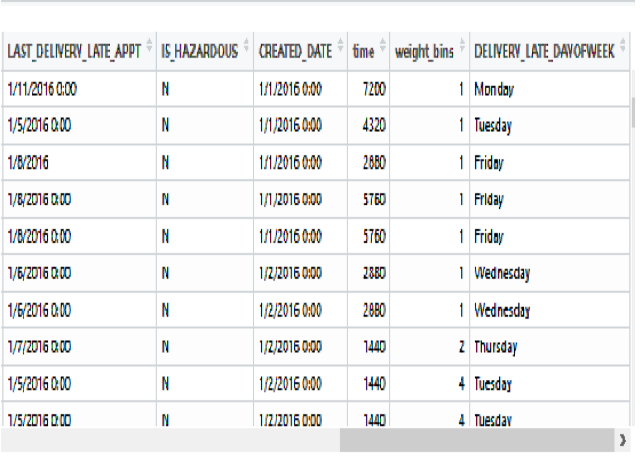 LAST_DELIVERY_LATE_APPT IS_HAZARDOUS CREATED_DATE time weight_bins DELIVERY_LATE_DAYOFWEEK
1/11/2016 0:00 N 1/1/2016 0:00 7200 1 Monday
1/5/2016 0:00 N 1/1/2016 0:00 4320 1 Tuesday
1/8/2016 N 1/1/2016 0:00 2880 1 Friday
1/8/2016 0:00 N 1/1/2016 0:00 5760 1 Friday
1/8/2016 0:00 N 1/1/2016 0:00 5760 1 Friday
1/6/2016 0:00 N 1/2/2016 0:00 2880 1 Wednesday
1/6/2016 0:00 N 1/2/2016 0:00 2880 1 Wednesday
1/7/2016 0:00 N 1/2/2016 0:00 1440 2 Thursday
1/5/2016 0:00 N 1/2/2016 0:00 1440 4 Tuesday
1/5/2016 0:00 N 1/2/2016 0:00 1440 4 Tuesday